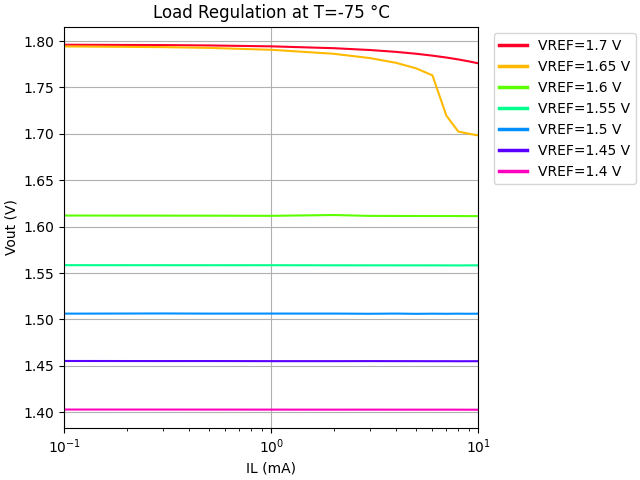 Load Regulation at T=-75 °C
Vout (V)
1.80
1.75
1.70
1.65
1.60
1.55
1.50
1.45
1.40
10⁻¹
10⁰
10¹
IL (mA)
VREF=1.7 V
VREF=1.65 V
VREF=1.6 V
VREF=1.55 V
VREF=1.5 V
VREF=1.45 V
VREF=1.4 V